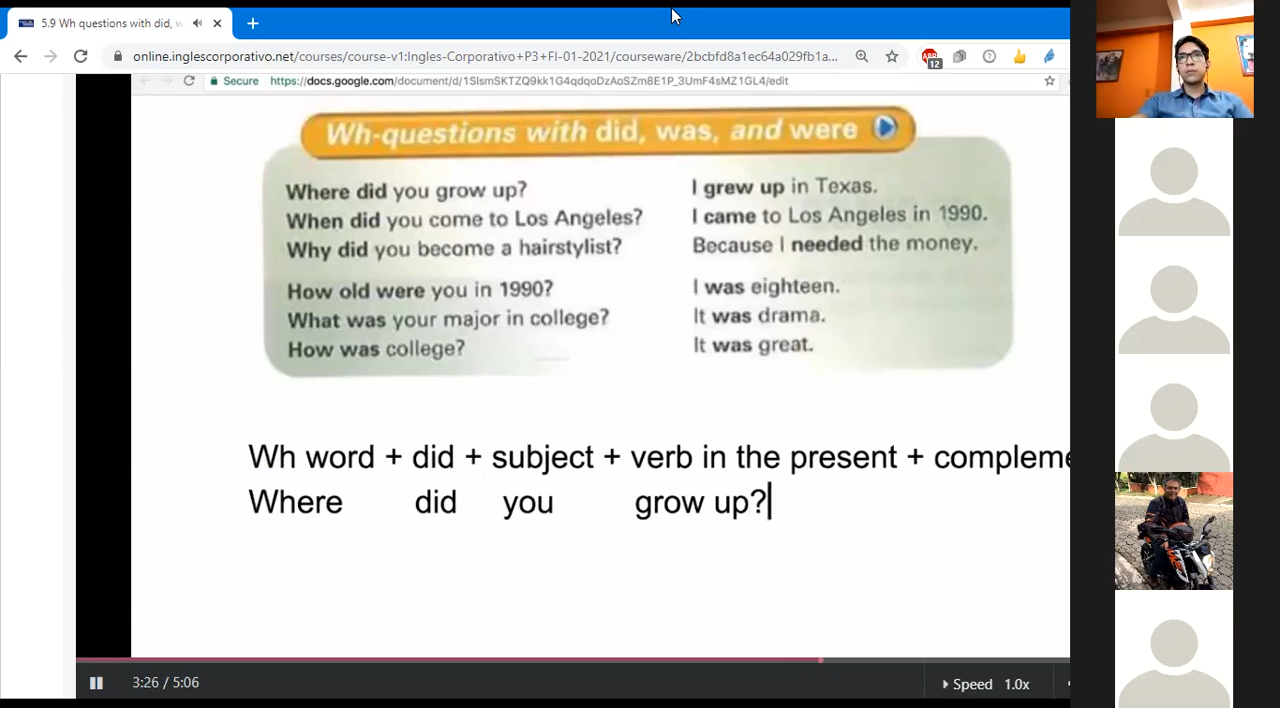 5.9 Wh questions with did, w
online.inglescorporativo.net/courses/course-v1:Ingles-Corporativo+P3+11-01-2021/courseware/2bcbfd8a1ec64a029fb1a...
12
Secure https://docs.google.com/document/d/1SIsmSKTZQ9kk1G4qdqoDzAoSZm8E1P_3UmF4sMZ1GL4/edit
Wh-questions with did, was, and were
Where did you grow up? I grew up in Texas.
When did you come to Los Angeles? I came to Los Angeles in 1990.
Why did you become a hairstylist? Because I needed the money.
How old were you in 1990? I was eighteen.
What was your major in college? It was drama.
How was college? It was great.
Wh word + did + subject + verb in the present + compleme
Where did you grow up?
3:26 / 5:06
Speed 1.0x